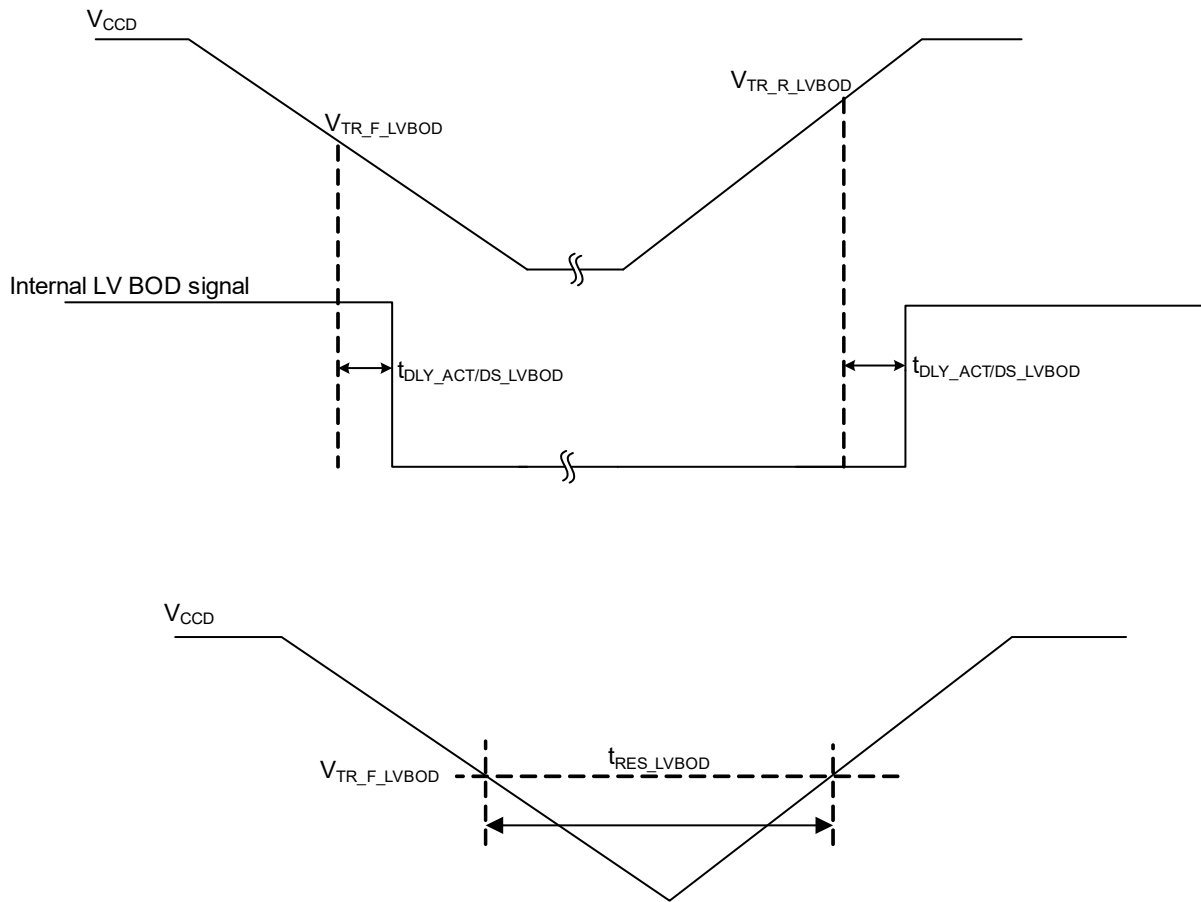 VCCD
VTR_R_LVBOD
VTR_F_LVBOD
Internal LV BOD signal
tDLY_ACT/DS_LVBOD
tDLY_ACT/DS_LVBOD
VCCD
tRES_LVBOD
VTR_F_LVBOD